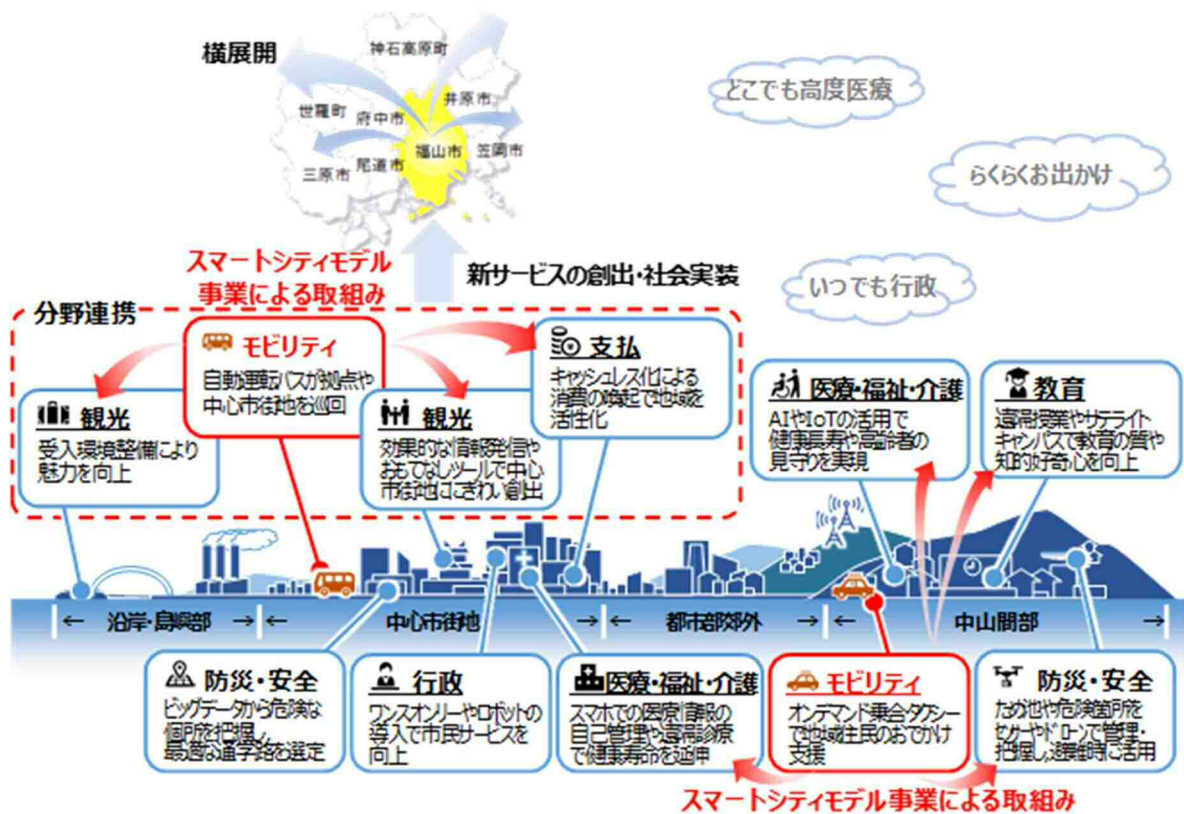 横展開
神石高原町
世羅町
府中市
井原市
三原市
尾道市
福山市
笠岡市
どこでも高度医療
らくらくお出かけ
いつでも行政
スマートシティモデル
事業による取組み
新サービスの創出・社会実装
分野連携
モビリティ
自動運転バスが拠点や
中心市街地を巡回
観光
受入環境整備により
魅力を向上
観光
効果的な情報発信や
おもてなしツールで中心
市街地ににぎわい創出
支払
キャッシュレス化による
消費の喚起で地域を
活性化
医療・福祉・介護
AIやIoTの活用で
健康長寿や高齢者の
見守りを実現
教育
遠隔授業やサテライト
キャンパスで教育の質や
知的好奇心を向上
← 沿岸・島嶼部 →
← 中心市街地 →
← 都市部郊外 →
← 中山間部 →
防災・安全
ビッグデータから危険な
個所を把握し、
最適な通学路を選定
行政
ワンスオンリーやロボットの
導入で市民サービスを
向上
医療・福祉・介護
スマホでの医療情報の
自己管理や遠隔診療
で健康寿命を延伸
モビリティ
オンデマンド乗合タクシー
で地域住民のおでかけ
支援
防災・安全
ため池や危険箇所を
センサーやドローンで管理・
把握し、避難時に活用
スマートシティモデル事業による取組み